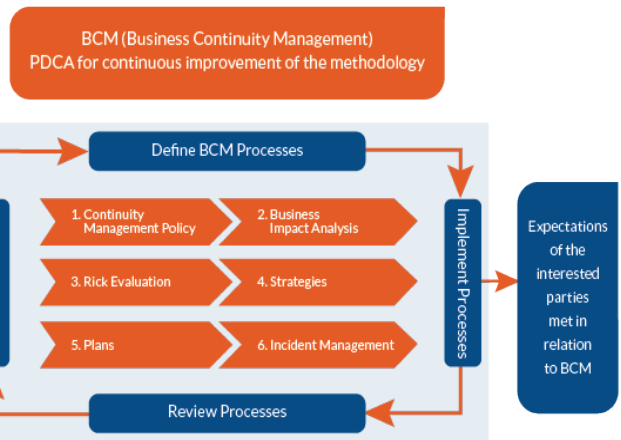 BCM (Business Continuity Management)
PDCA for continuous improvement of the methodology
Define BCM Processes
1. Continuity
Management Policy
2. Business
Impact Analysis
3. Rick Evaluation
4. Strategies
5. Plans
6. Incident Management
Implement Processes
Review Processes
Expectations
of the
interested
parties
met in
relation
to BCM